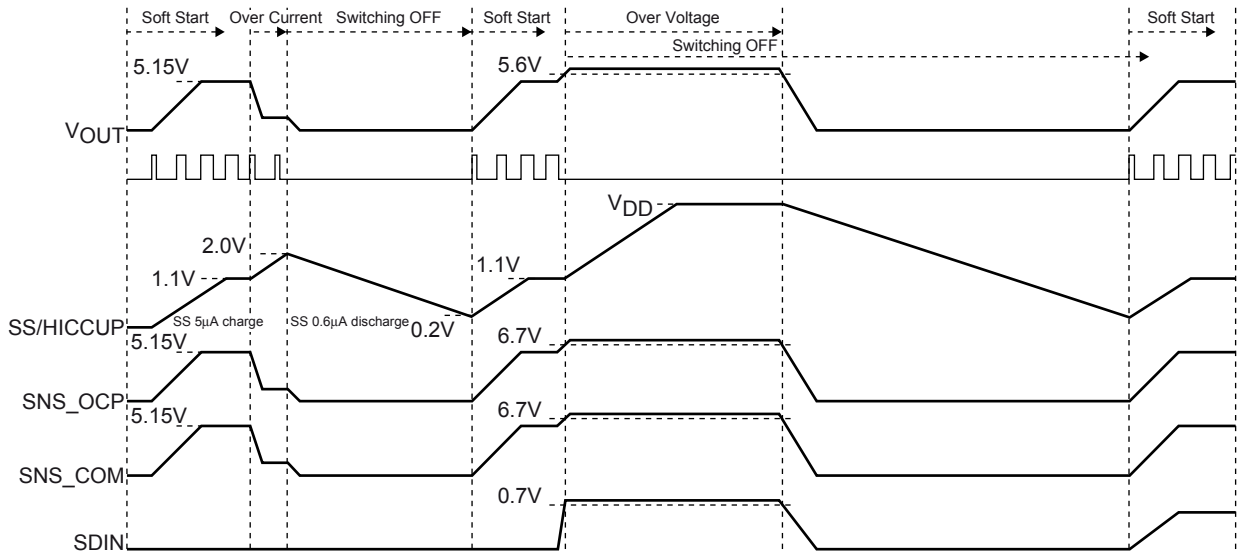 Soft Start Over Current Switching OFF Soft Start Over Voltage Soft Start
Switching OFF
5.15V 5.6V
VOUT
VDD
2.0V
1.1V 1.1V
SS/HICCUP SS 5μA charge SS 0.6μA discharge 0.2V
5.15V 6.7V
SNS_OCP
5.15V 6.7V
SNS_COM
0.7V
SDIN